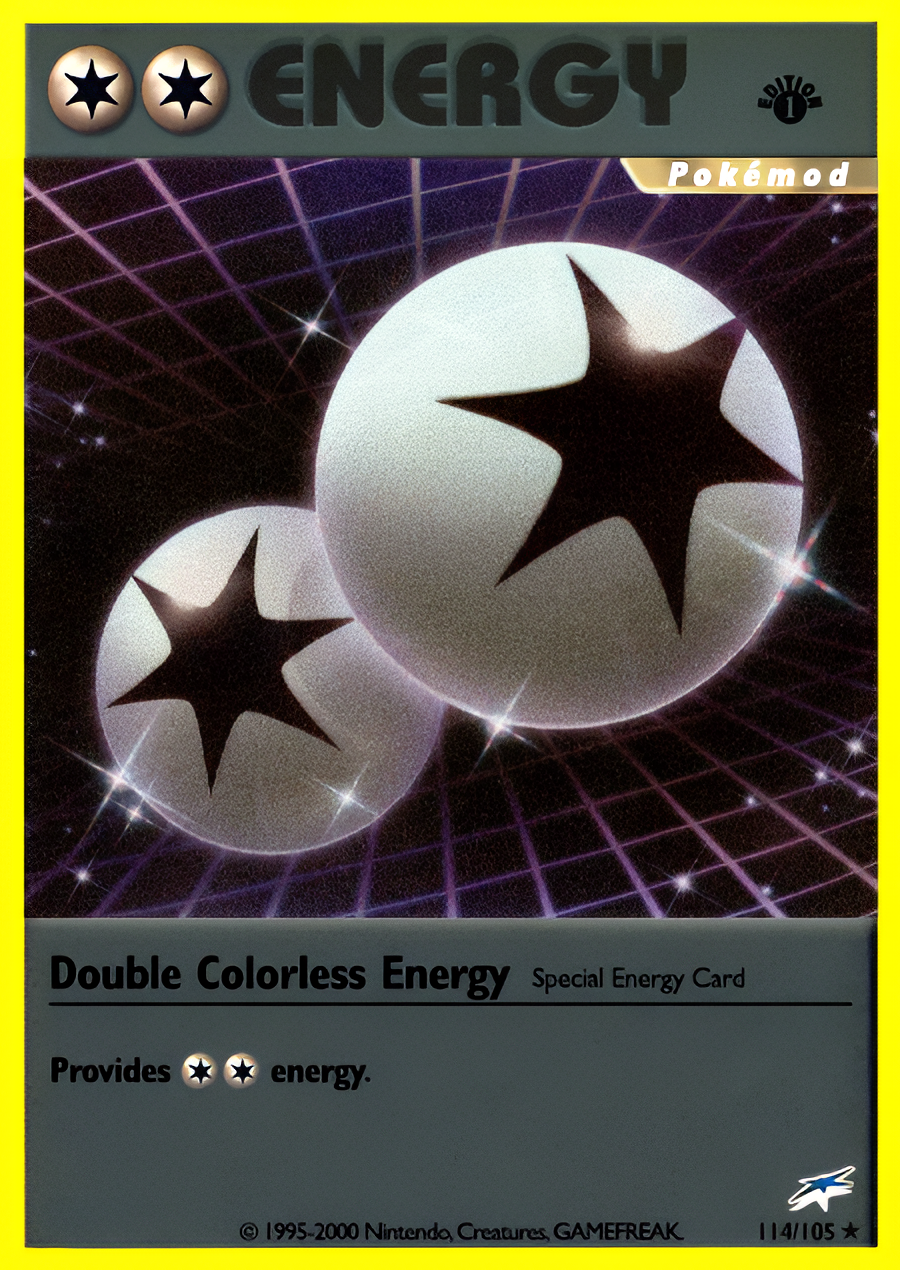 ENERGY
EDITION 1
Pokémod
Double Colorless Energy Special Energy Card
Provides energy.
© 1995-2000 Nintendo, Creatures, GAMEFREAK.
114/105 ★